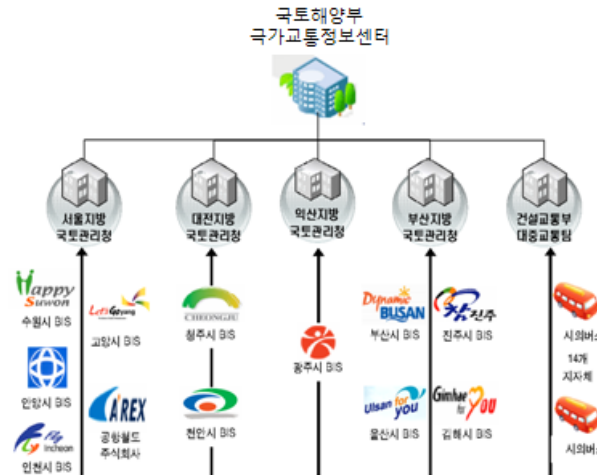 국토해양부
국가교통정보센터
서울지방
국토관리청
대전지방
국토관리청
익산지방
국토관리청
부산지방
국토관리청
건설교통부
대중교통팀
Happy
Suwon
수원시 BIS
Let's Goyang
고양시 BIS
안양시 BIS
AREX
공항철도
주식회사
Fly
Incheon
인천시 BIS
CHEONGJU
청주시 BIS
천안시 BIS
광주시 BIS
Dynamic
BUSAN
부산시 BIS
참진주
진주시 BIS
Ulsan for
you
울산시 BIS
Gimhae
for YOU
김해시 BIS
시외버스
14개
지자체
시외버스